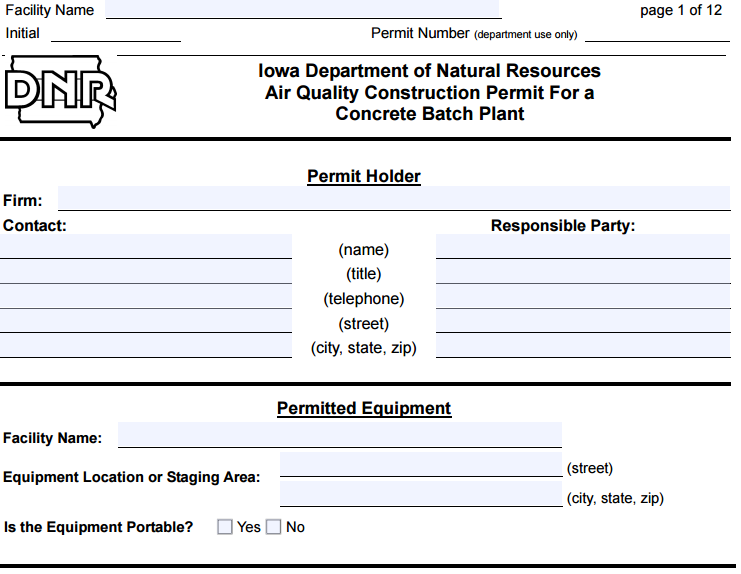 Facility Name page 1 of 12
Initial Permit Number (department use only)
DNR
Iowa Department of Natural Resources
Air Quality Construction Permit For a
Concrete Batch Plant
Permit Holder
Firm:
Contact: Responsible Party:
(name)
(title)
(telephone)
(street)
(city, state, zip)
Permitted Equipment
Facility Name:
Equipment Location or Staging Area: (street)
(city, state, zip)
Is the Equipment Portable? Yes No